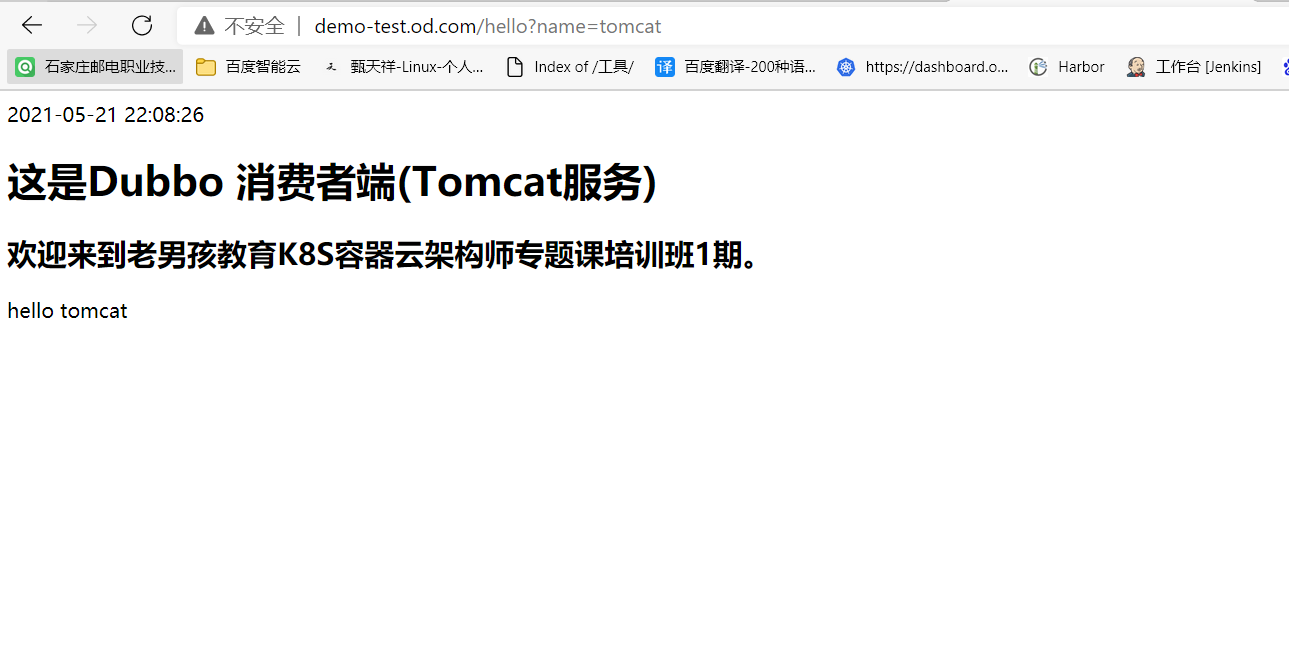 不安全 | demo-test.od.com/hello?name=tomcat
石家庄邮电职业技... 百度智能云 甄天祥-Linux-个人... Index of /工具/ 译 百度翻译-200种语... https://dashboard.o... Harbor 工作台 [Jenkins]
2021-05-21 22:08:26
这是Dubbo 消费者端(Tomcat服务)
欢迎来到老男孩教育K8S容器云架构师专题课培训班1期。
hello tomcat